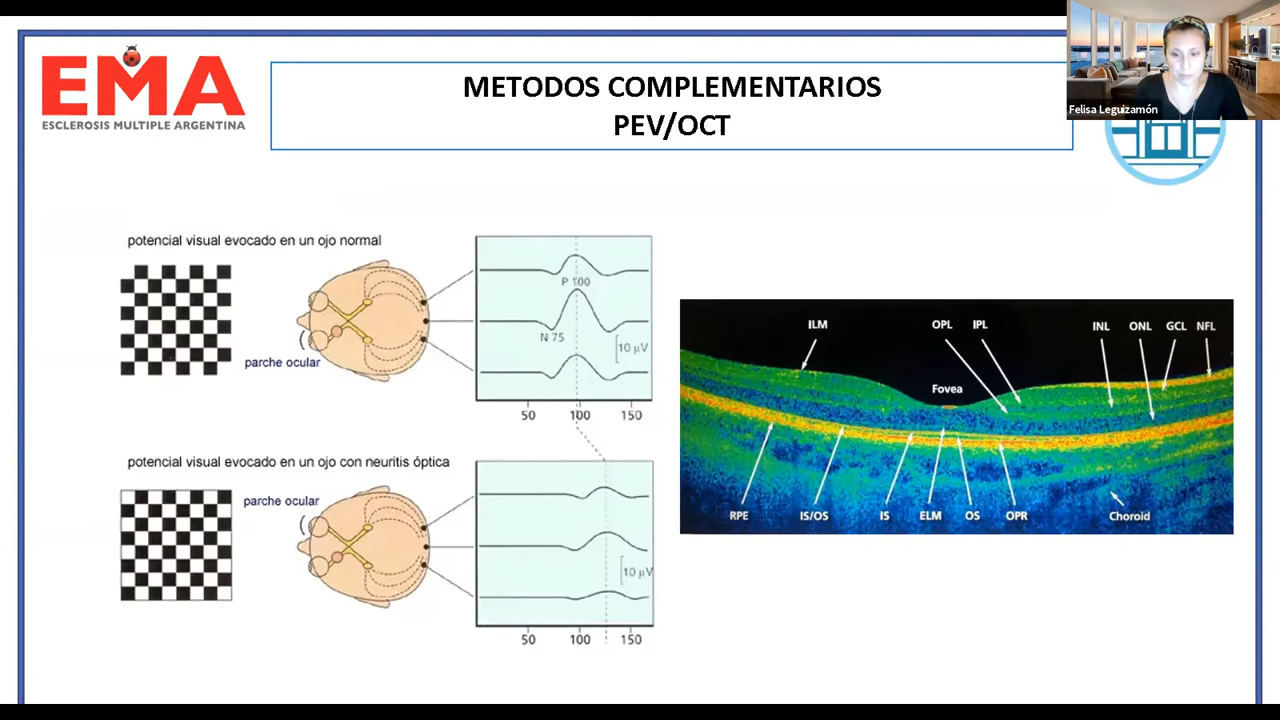 EMA
ESCLEROSIS MULTIPLE ARGENTINA
METODOS COMPLEMENTARIOS
PEV/OCT
Felisa Leguizamón
potencial visual evocado en un ojo normal
parche ocular
P 100
N 75
10 µV
50 100 150
potencial visual evocado en un ojo con neuritis óptica
parche ocular
10 µV
50 100 150
ILM OPL IPL INL ONL GCL NFL
Fovea
RPE IS/OS IS ELM OS OPR Choroid